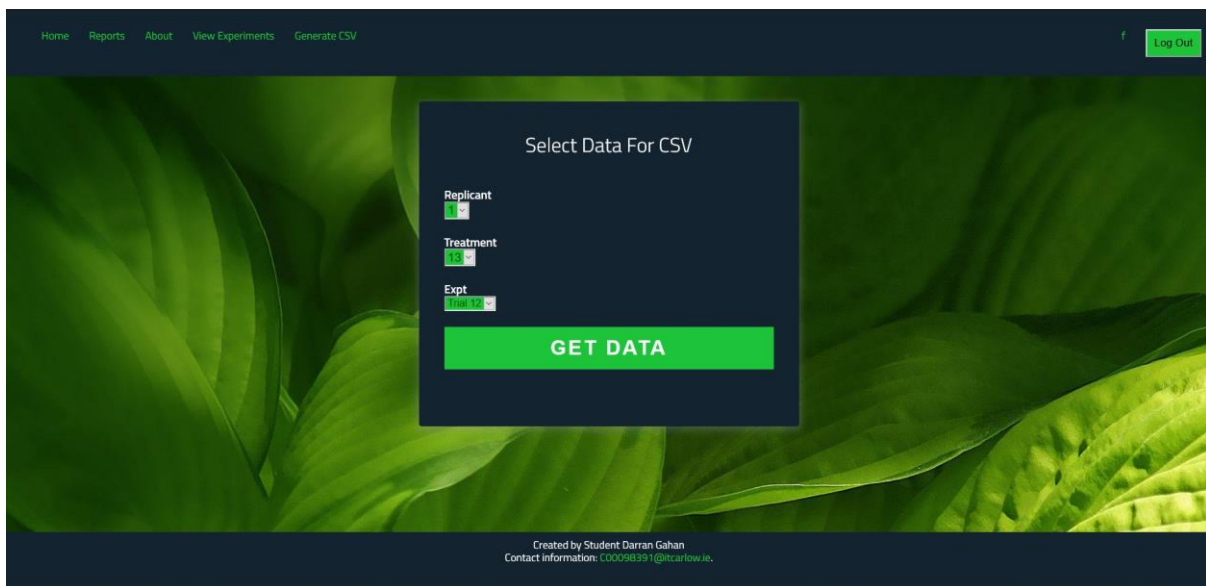 Home Reports About View Experiments Generate CSV f Log Out
Select Data For CSV
Replicant
1
Treatment
13
Expt
Trial 12
GET DATA
Created by Student Darran Gahan
Contact information: C00098391@itcarlow.ie.